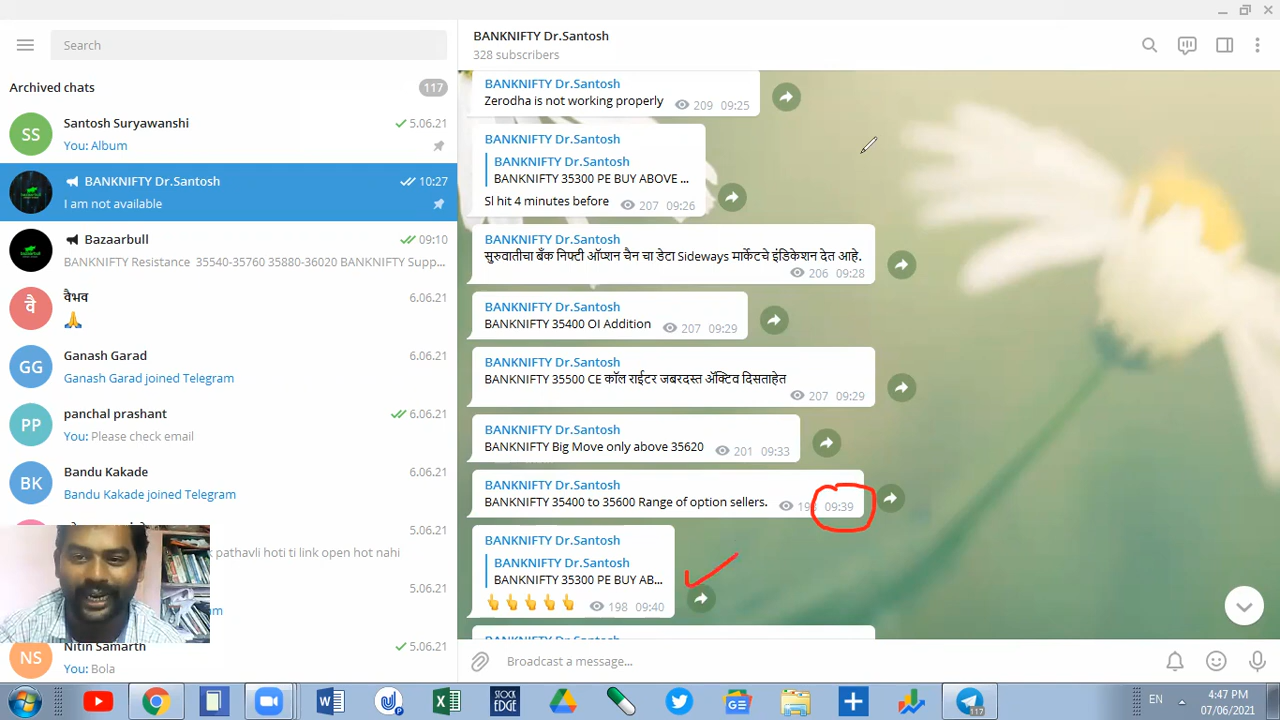 Search
Archived chats
117
SS
Santosh Suryawanshi
5.06.21
You: Album
BANKNIFTY Dr.Santosh
10:27
I am not available
Bazaarbull
09:10
BANKNIFTY Resistance 35540-35760 35880-36020 BANKNIFTY Supp...
वै
वैभव
6.06.21
GG
Ganash Garad
6.06.21
Ganash Garad joined Telegram
PP
panchal prashant
6.06.21
You: Please check email
BK
Bandu Kakade
6.06.21
Bandu Kakade joined Telegram
5.06.21
k pathavli hoti ti link open hot nahi
5.06.21
NS
Nitin Samarth
5.06.21
You: Bola
BANKNIFTY Dr.Santosh
328 subscribers
BANKNIFTY Dr.Santosh
Zerodha is not working properly 209 09:25
BANKNIFTY Dr.Santosh
BANKNIFTY Dr.Santosh
BANKNIFTY 35300 PE BUY ABOVE ...
Sl hit 4 minutes before 207 09:26
BANKNIFTY Dr.Santosh
सुरुवातीचा बँक निफ्टी ऑप्शन चैन चा डेटा Sideways मार्केटचे इंडिकेशन देत आहे.
206 09:28
BANKNIFTY Dr.Santosh
BANKNIFTY 35400 OI Addition 207 09:29
BANKNIFTY Dr.Santosh
BANKNIFTY 35500 CE कॉल राईटर जबरदस्त ॲक्टिव दिसताहेत
207 09:29
BANKNIFTY Dr.Santosh
BANKNIFTY Big Move only above 35620 201 09:33
BANKNIFTY Dr.Santosh
BANKNIFTY 35400 to 35600 Range of option sellers. 09:39
BANKNIFTY Dr.Santosh
BANKNIFTY Dr.Santosh
BANKNIFTY 35300 PE BUY AB...
198 09:40
Broadcast a message...
STOCK EDGE
117
EN
4:47 PM
07/06/2021